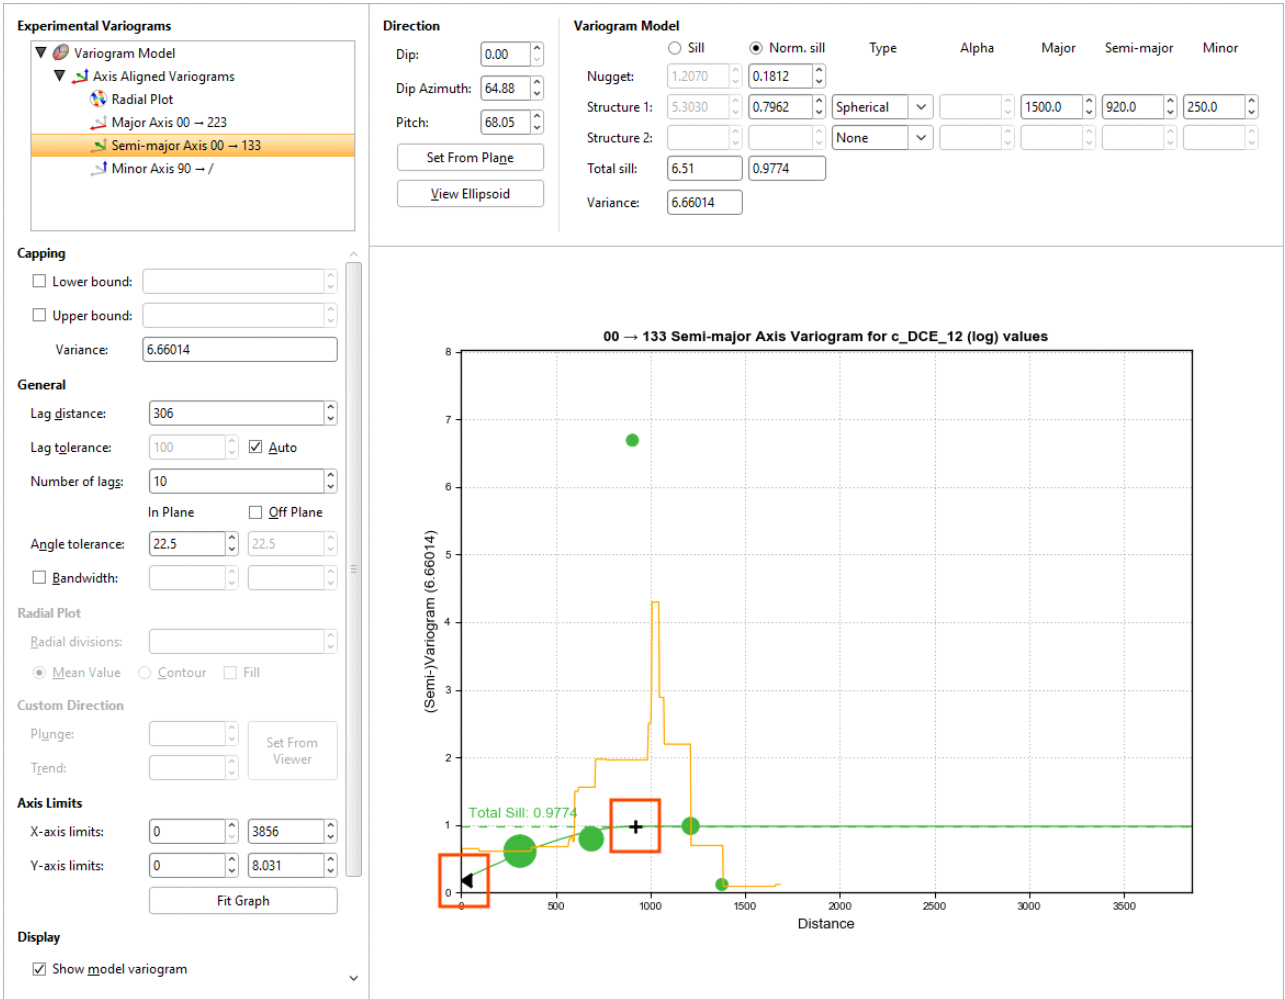 Experimental Variograms
Variogram Model
Axis Aligned Variograms
Radial Plot
Major Axis 00 → 223
Semi-major Axis 00 → 133
Minor Axis 90 → /
Direction
Dip: 0.00
Dip Azimuth: 64.88
Pitch: 68.05
Set From Plane
View Ellipsoid
Variogram Model
Sill Norm. sill Type Alpha Major Semi-major Minor
Nugget: 1.2070 0.1812
Structure 1: 5.3030 0.7962 Spherical 1500.0 920.0 250.0
Structure 2: None
Total sill: 6.51 0.9774
Variance: 6.66014
Capping
Lower bound:
Upper bound:
Variance: 6.66014
General
Lag distance: 306
Lag tolerance: 100 Auto
Number of lags: 10
In Plane Off Plane
Angle tolerance: 22.5 22.5
Bandwidth:
Radial Plot
Radial divisions:
Mean Value Contour Fill
Custom Direction
Plunge:
Trend:
Set From
Viewer
Axis Limits
X-axis limits: 0 3856
Y-axis limits: 0 8.031
Fit Graph
Display
Show model variogram
00 → 133 Semi-major Axis Variogram for c_DCE_12 (log) values
(Semi-)Variogram (6.66014)
8
7
6
5
4
3
2
1
0
Total Sill: 0.9774
0 500 1000 1500 2000 2500 3000 3500
Distance